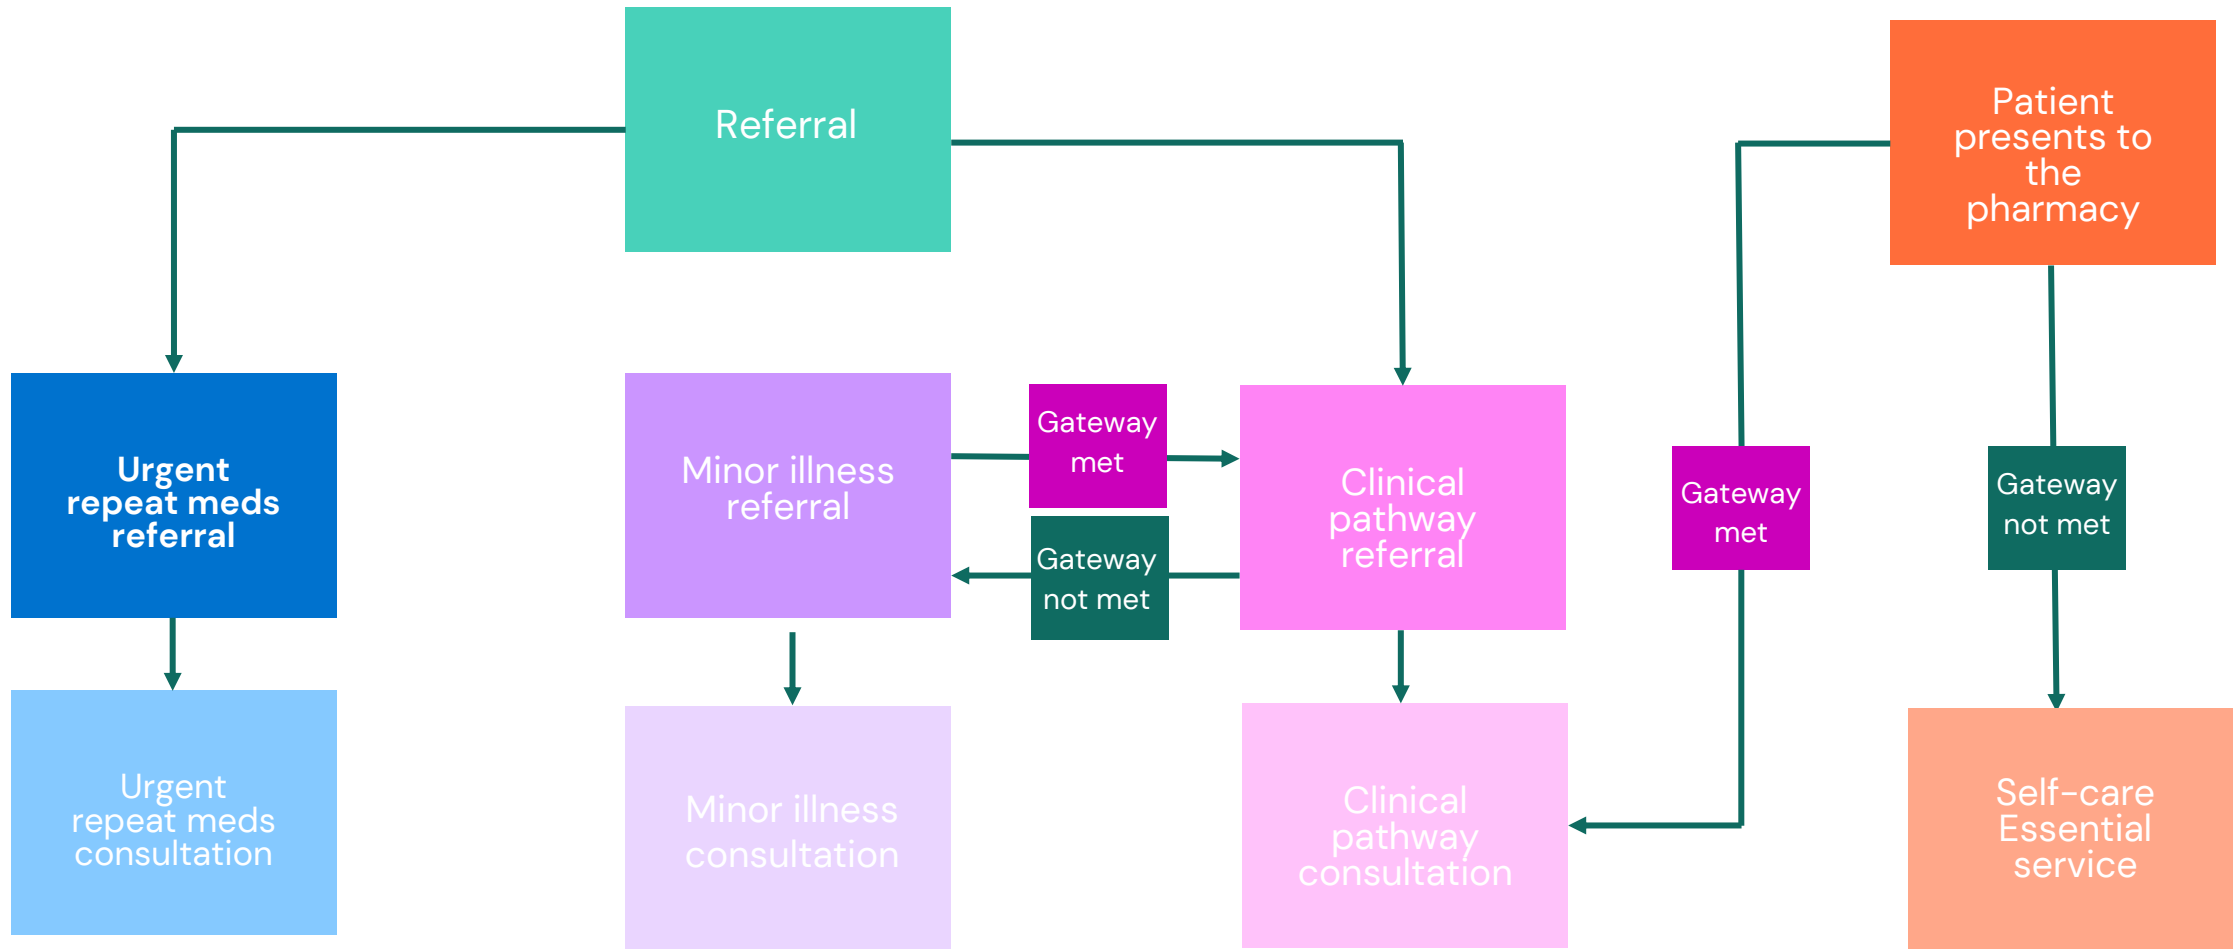 Referral
Patient
presents to
the
pharmacy
Urgent
repeat meds
referral
Minor illness
referral
Gateway
met
Gateway
not met
Clinical
pathway
referral
Gateway
met
Gateway
not met
Urgent
repeat meds
consultation
Minor illness
consultation
Clinical
pathway
consultation
Self-care
Essential
service